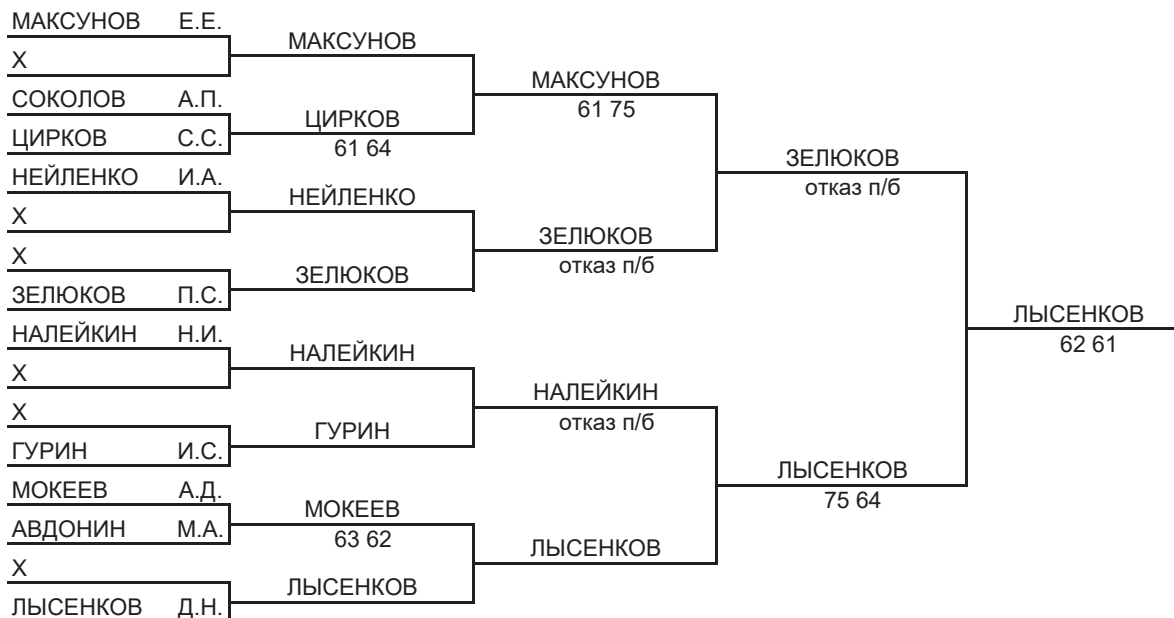 МАКСУНОВ Е.Е.
МАКСУНОВ
X
МАКСУНОВ
СОКОЛОВ А.П.
61 75
ЦИРКОВ
ЦИРКОВ С.С.
61 64
ЗЕЛЮКОВ
НЕЙЛЕНКО И.А.
отказ п/б
НЕЙЛЕНКО
X
ЗЕЛЮКОВ
X
отказ п/б
ЗЕЛЮКОВ
ЗЕЛЮКОВ П.С.
ЛЫСЕНКОВ
НАЛЕЙКИН Н.И.
62 61
НАЛЕЙКИН
X
НАЛЕЙКИН
X
отказ п/б
ГУРИН
ГУРИН И.С.
ЛЫСЕНКОВ
МОКЕЕВ А.Д.
75 64
МОКЕЕВ
АВДОНИН М.А.
63 62
ЛЫСЕНКОВ
X
ЛЫСЕНКОВ
ЛЫСЕНКОВ Д.Н.